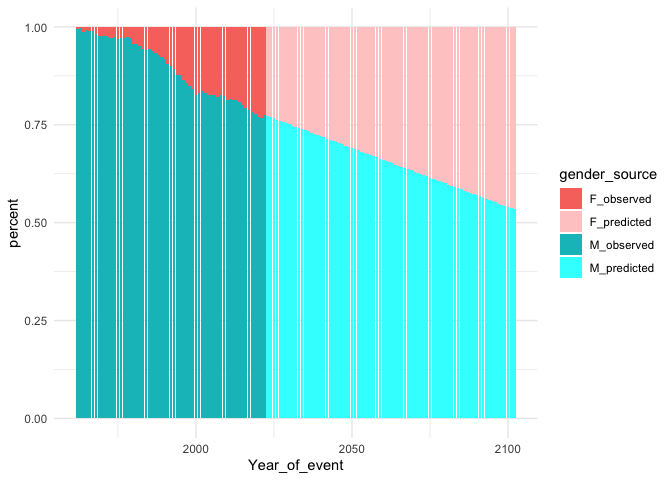 1.00
0.75
0.50
0.25
0.00
percent
2000
2050
2100
Year_of_event
gender_source
F_observed
F_predicted
M_observed
M_predicted